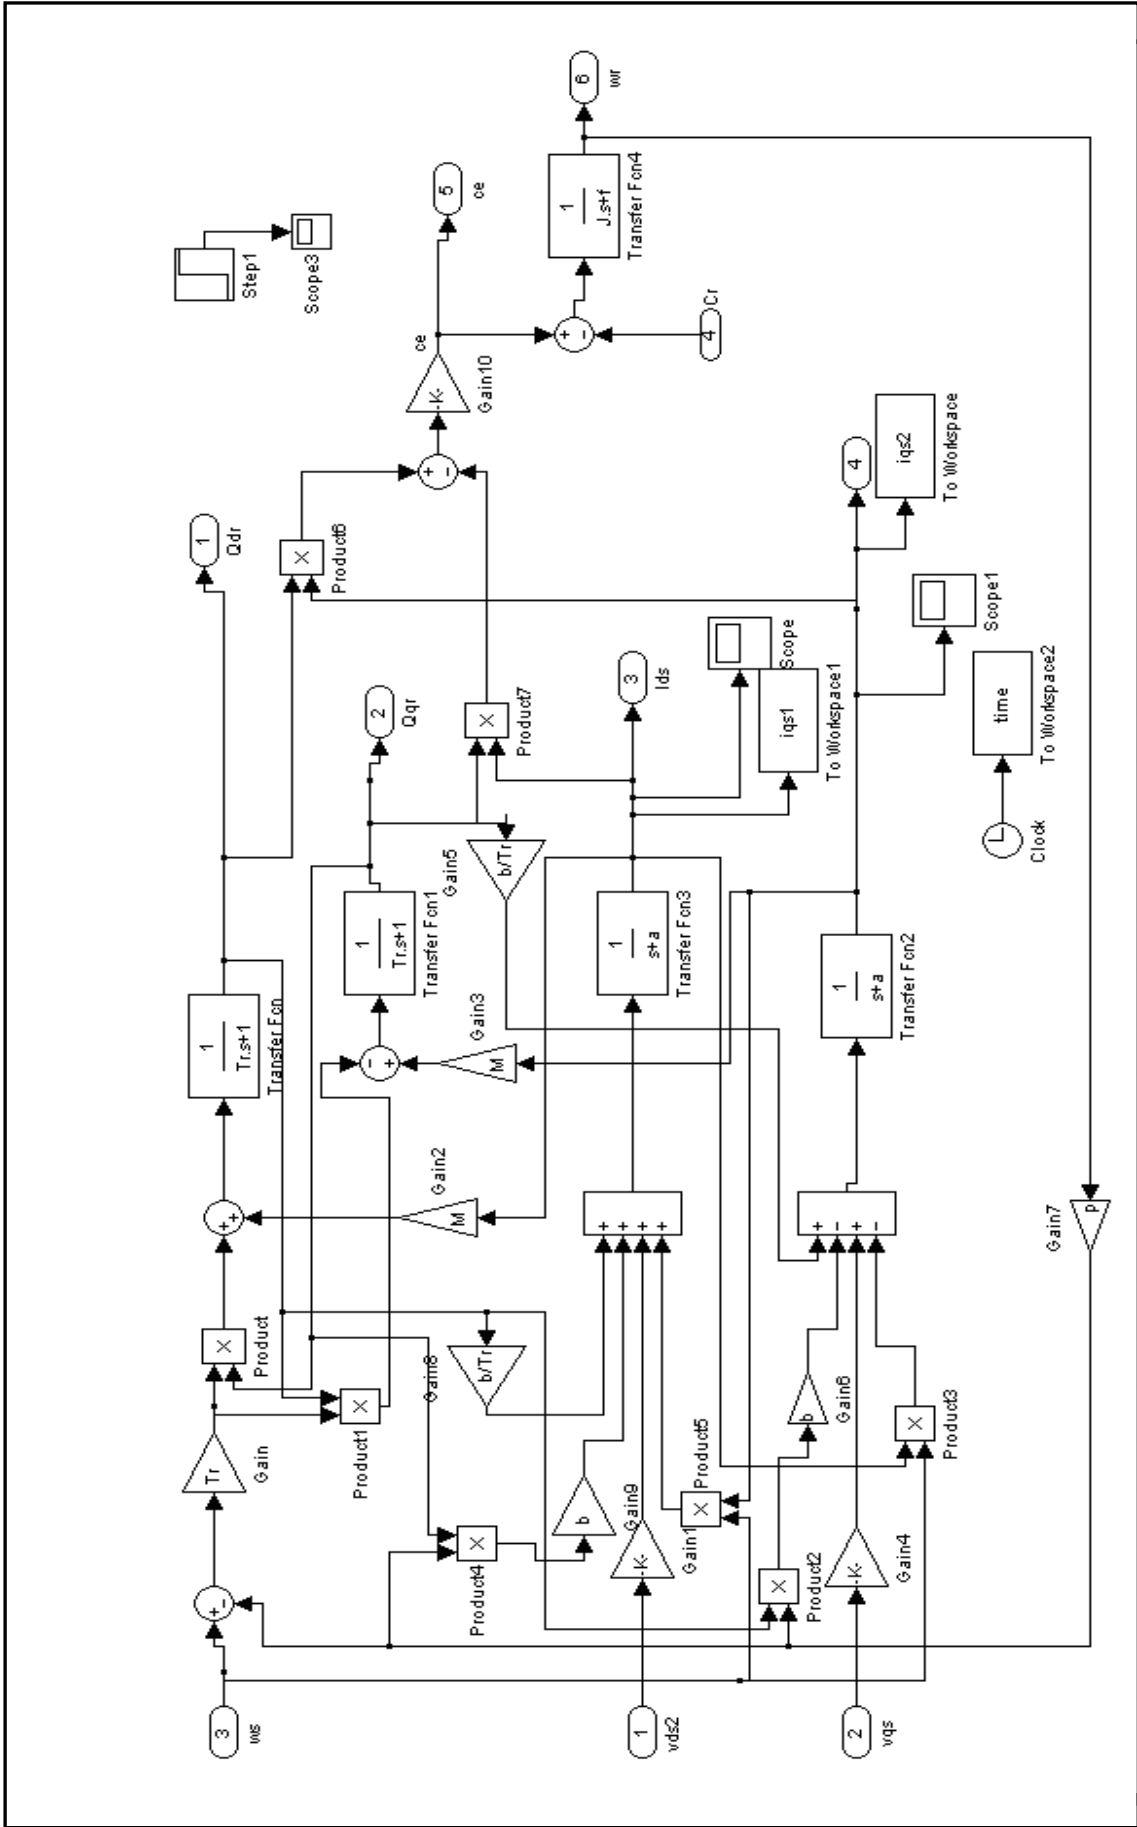 3
ws
+
-
Tr
Gain
X
Product
+
+
1
Tr.s+1
Transfer Fcn
1
Qdr
X
Product1
Gain2
M
-
+
Gain3
M
1
Tr.s+1
Transfer Fcn1
2
Qqr
Gain5
b/Tr
X
Product6
X
Product7
+
-
-K-
Gain10
ce
5
ce
Step1
Scope3
+
-
4
Cr
1
J.s+f
Transfer Fcn4
6
wr
X
Product4
Gain8
b/Tr
b
Gain9
1
vds2
-K-
Gain1
X
Product5
+
+
+
+
1
s+a
Transfer Fcn3
3
Ids
Scope
iqs1
To Workspace1
X
Product2
b
Gain6
2
vqs
-K-
Gain4
X
Product3
+
-
+
-
1
s+a
Transfer Fcn2
4
iqs2
To Workspace
Scope1
Clock
time
To Workspace2
Gain7
P